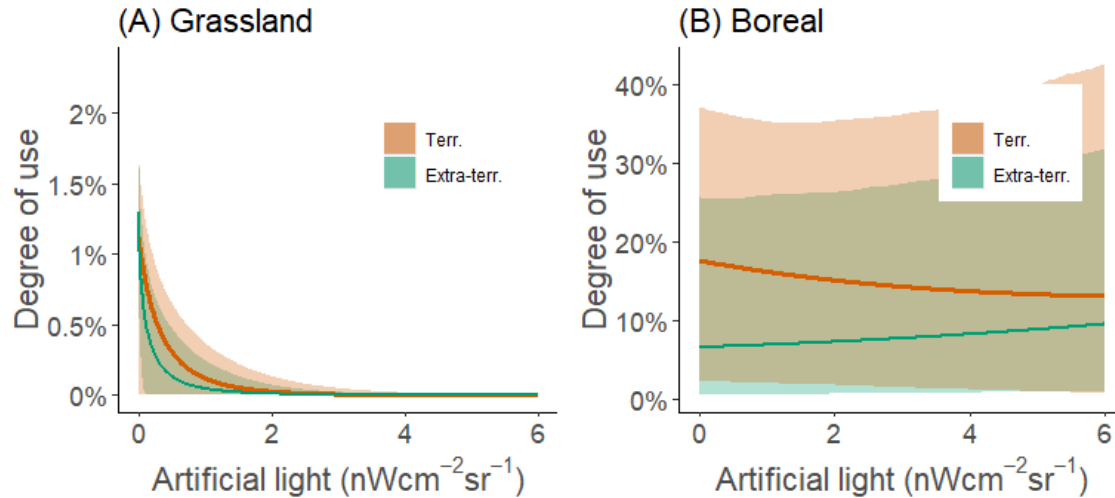 (A) Grassland
Degree of use
2%
1.5%
1%
0.5%
0%
0 2 4 6
Artificial light (nWcm⁻²sr⁻¹)
Terr.
Extra-terr.
(B) Boreal
Degree of use
40%
30%
20%
10%
0%
0 2 4 6
Artificial light (nWcm⁻²sr⁻¹)
Terr.
Extra-terr.